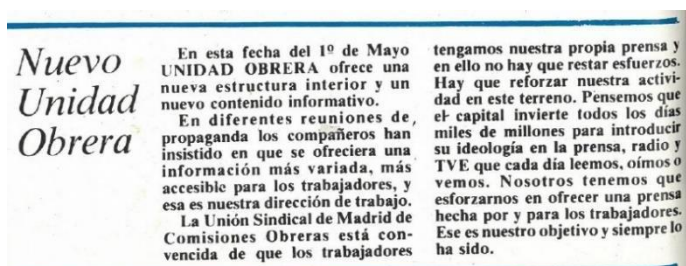 Nuevo
Unidad
Obrera
En esta fecha del 1º de Mayo
UNIDAD OBRERA ofrece una
nueva estructura interior y un
nuevo contenido informativo.
En diferentes reuniones de
propaganda los compañeros han
insistido en que se ofreciera una
información más variada, más
accesible para los trabajadores, y
esa es nuestra dirección de trabajo.
La Unión Sindical de Madrid de
Comisiones Obreras está con-
vencida de que los trabajadores
tengamos nuestra propia prensa y
en ello no hay que restar esfuerzos.
Hay que reforzar nuestra activi-
dad en este terreno. Pensemos que
el capital invierte todos los días
miles de millones para introducir
su ideología en la prensa, radio y
TVE que cada día leemos, oímos o
vemos. Nosotros tenemos que
esforzarnos en ofrecer una prensa
hecha por y para los trabajadores.
Ese es nuestro objetivo y siempre lo
ha sido.